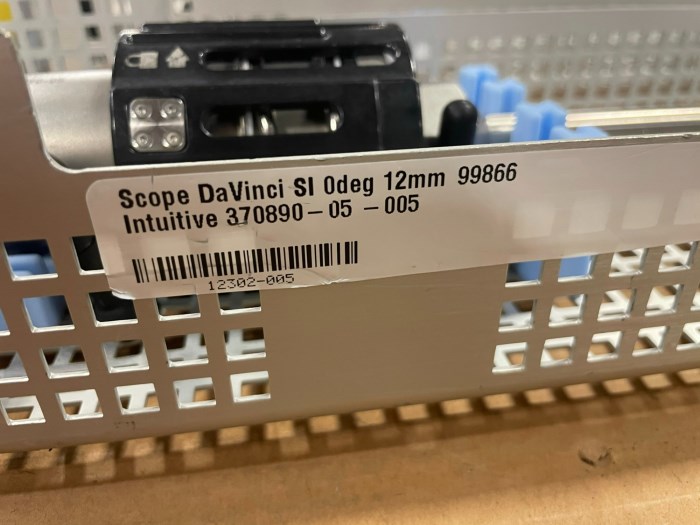 Scope DaVinci SI 0deg 12mm 99866
Intuitive 370890-05 -005
12302-005